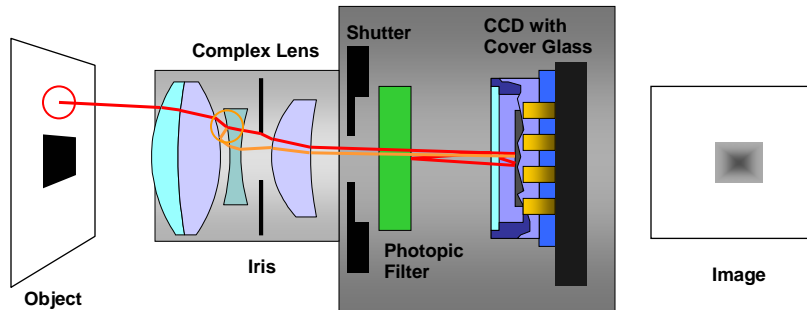 Complex Lens
Shutter
CCD with
Cover Glass
Iris
Photopic
Filter
Object
Image